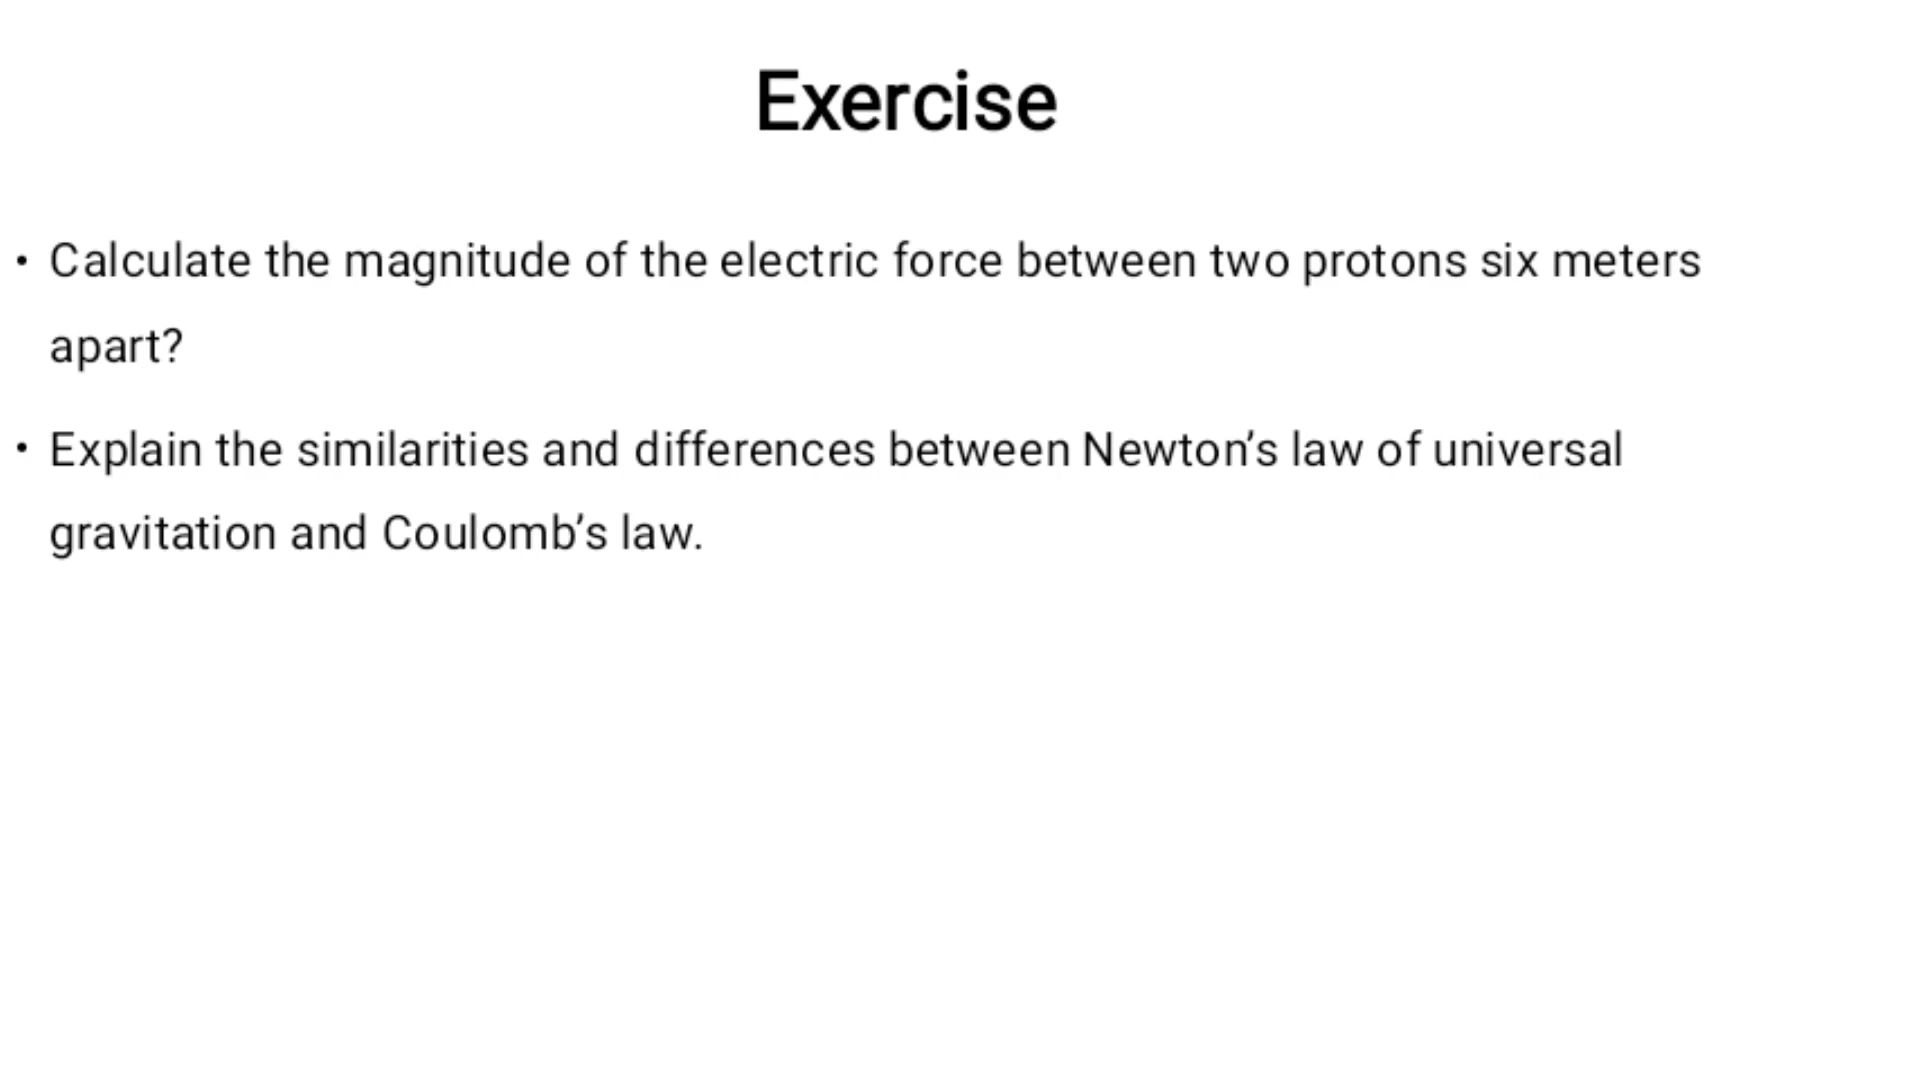 Exercise
• Calculate the magnitude of the electric force between two protons six meters
apart?
• Explain the similarities and differences between Newton’s law of universal
gravitation and Coulomb’s law.